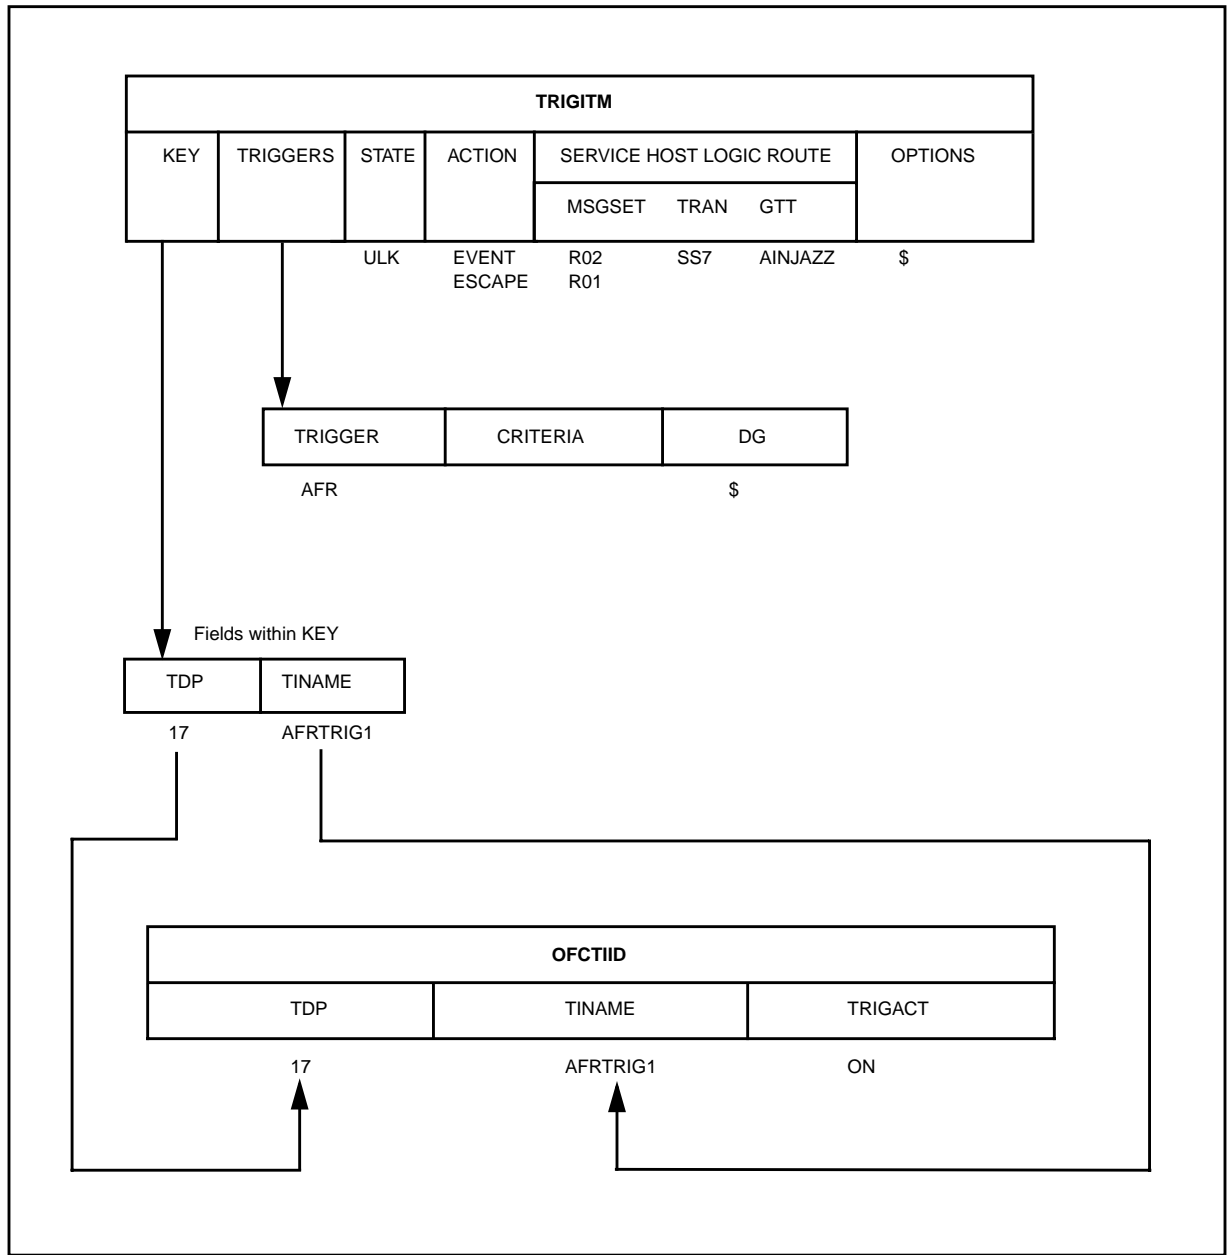 TRIGITM
KEY TRIGGERS STATE ACTION SERVICE HOST LOGIC ROUTE OPTIONS
MSGSET TRAN GTT
ULK EVENT R02 SS7 AINJAZZ $
ESCAPE R01
TRIGGER CRITERIA DG
AFR $
Fields within KEY
TDP TINAME
17 AFRTRIG1
OFCTIID
TDP TINAME TRIGACT
17 AFRTRIG1 ON